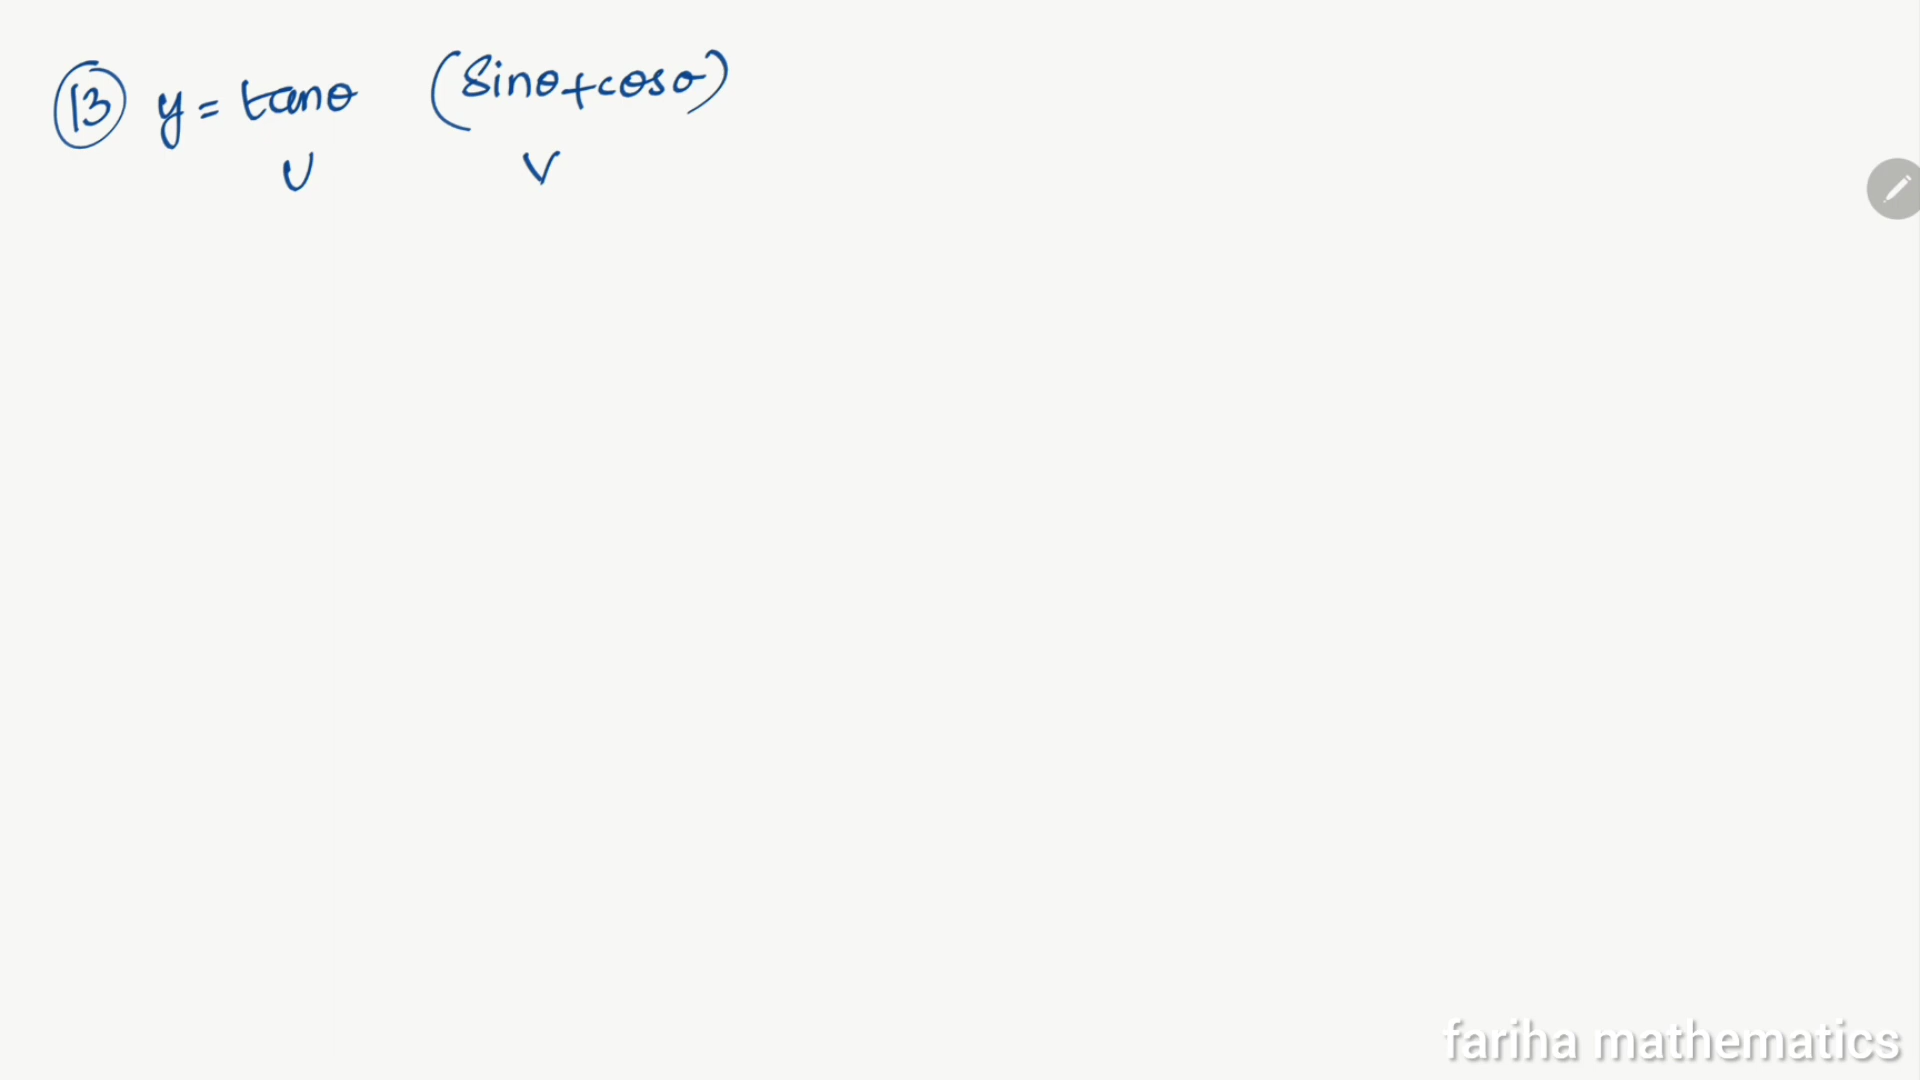 ⑬ y = tanθ (Sinθ+cosθ)
U V
fariha mathematics